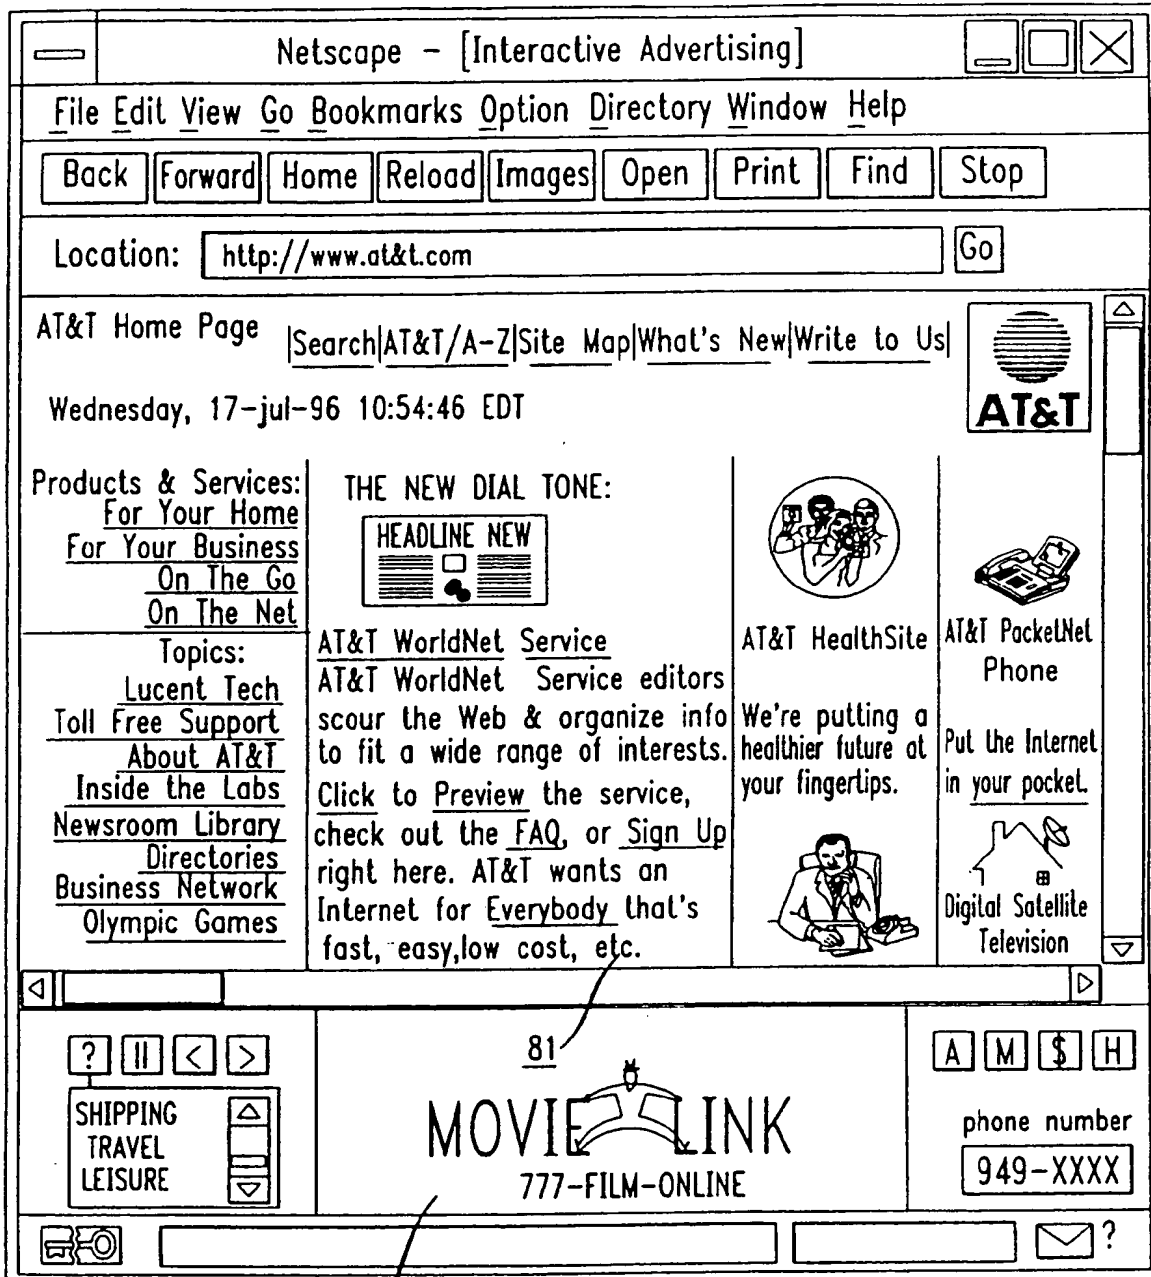 Netscape – [Interactive Advertising]
File Edit View Go Bookmarks Option Directory Window Help
Back Forward Home Reload Images Open Print Find Stop
Location: http://www.at&t.com Go
AT&T Home Page |Search|AT&T/A-Z|Site Map|What's New|Write to Us|
AT&T
Wednesday, 17-jul-96 10:54:46 EDT
Products & Services:
For Your Home
For Your Business
On The Go
On The Net
Topics:
Lucent Tech
Toll Free Support
About AT&T
Inside the Labs
Newsroom Library
Directories
Business Network
Olympic Games
THE NEW DIAL TONE:
HEADLINE NEW
AT&T WorldNet Service
AT&T WorldNet Service editors
scour the Web & organize info
to fit a wide range of interests.
Click to Preview the service,
check out the FAQ, or Sign Up
right here. AT&T wants an
Internet for Everybody that's
fast, easy,low cost, etc.
AT&T HealthSite
We're putting a
healthier future at
your fingertips.
AT&T PacketNet
Phone
Put the Internet
in your pocket.
Digital Satellite
Television
? || < >
SHIPPING
TRAVEL
LEISURE
81
MOVIE LINK
777-FILM-ONLINE
A M $ H
phone number
949-XXXX
?